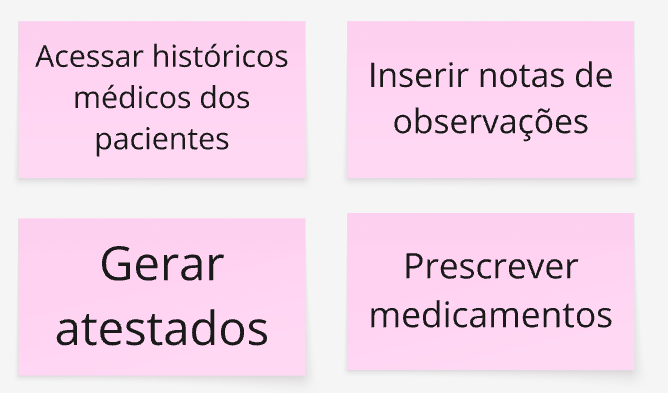 Acessar históricos
médicos dos
pacientes
Inserir notas de
observações
Gerar
atestados
Prescrever
medicamentos